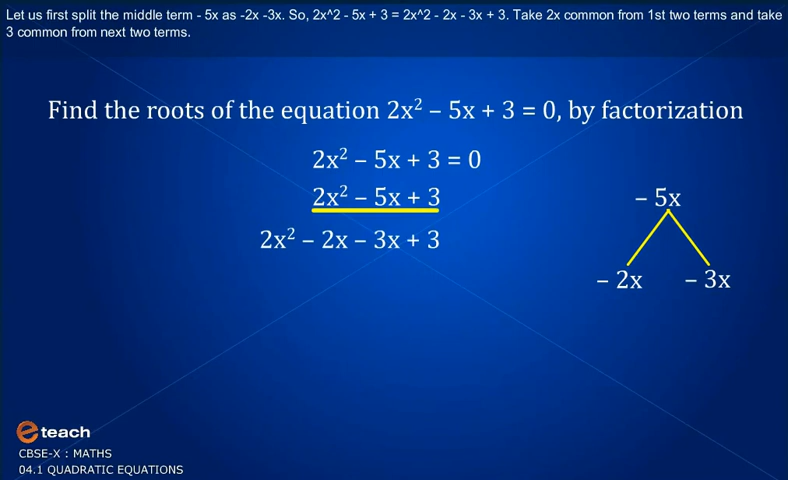 Let us first split the middle term - 5x as -2x -3x. So, 2x^2 - 5x + 3 = 2x^2 - 2x - 3x + 3. Take 2x common from 1st two terms and take
3 common from next two terms.
Find the roots of the equation 2x² – 5x + 3 = 0, by factorization
2x² – 5x + 3 = 0
2x² – 5x + 3
– 5x
2x² – 2x – 3x + 3
– 2x – 3x
e teach
CBSE-X : MATHS
04.1 QUADRATIC EQUATIONS